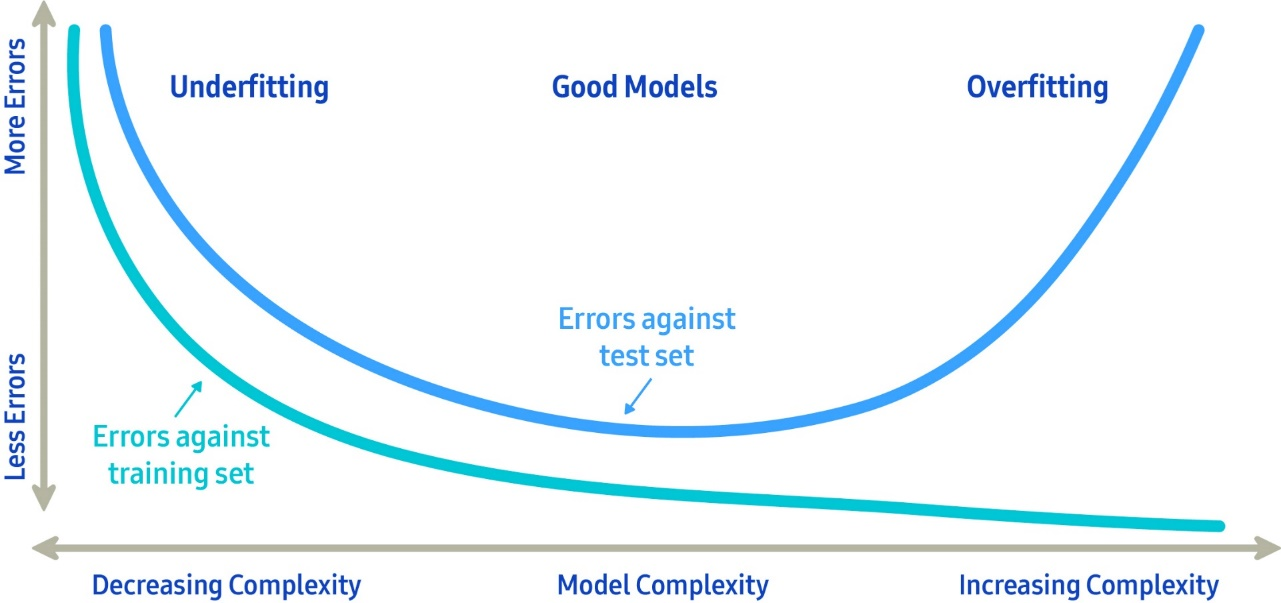 More Errors
Less Errors
Underfitting
Good Models
Overfitting
Errors against
test set
Errors against
training set
Decreasing Complexity
Model Complexity
Increasing Complexity